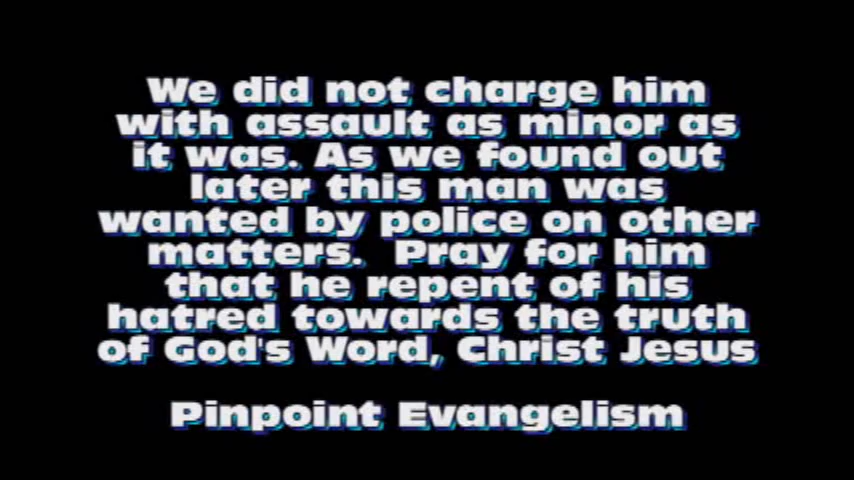 We did not charge him
with assault as minor as
it was. As we found out
later this man was
wanted by police on other
matters.  Pray for him
that he repent of his
hatred towards the truth
of God's Word, Christ Jesus
Pinpoint Evangelism